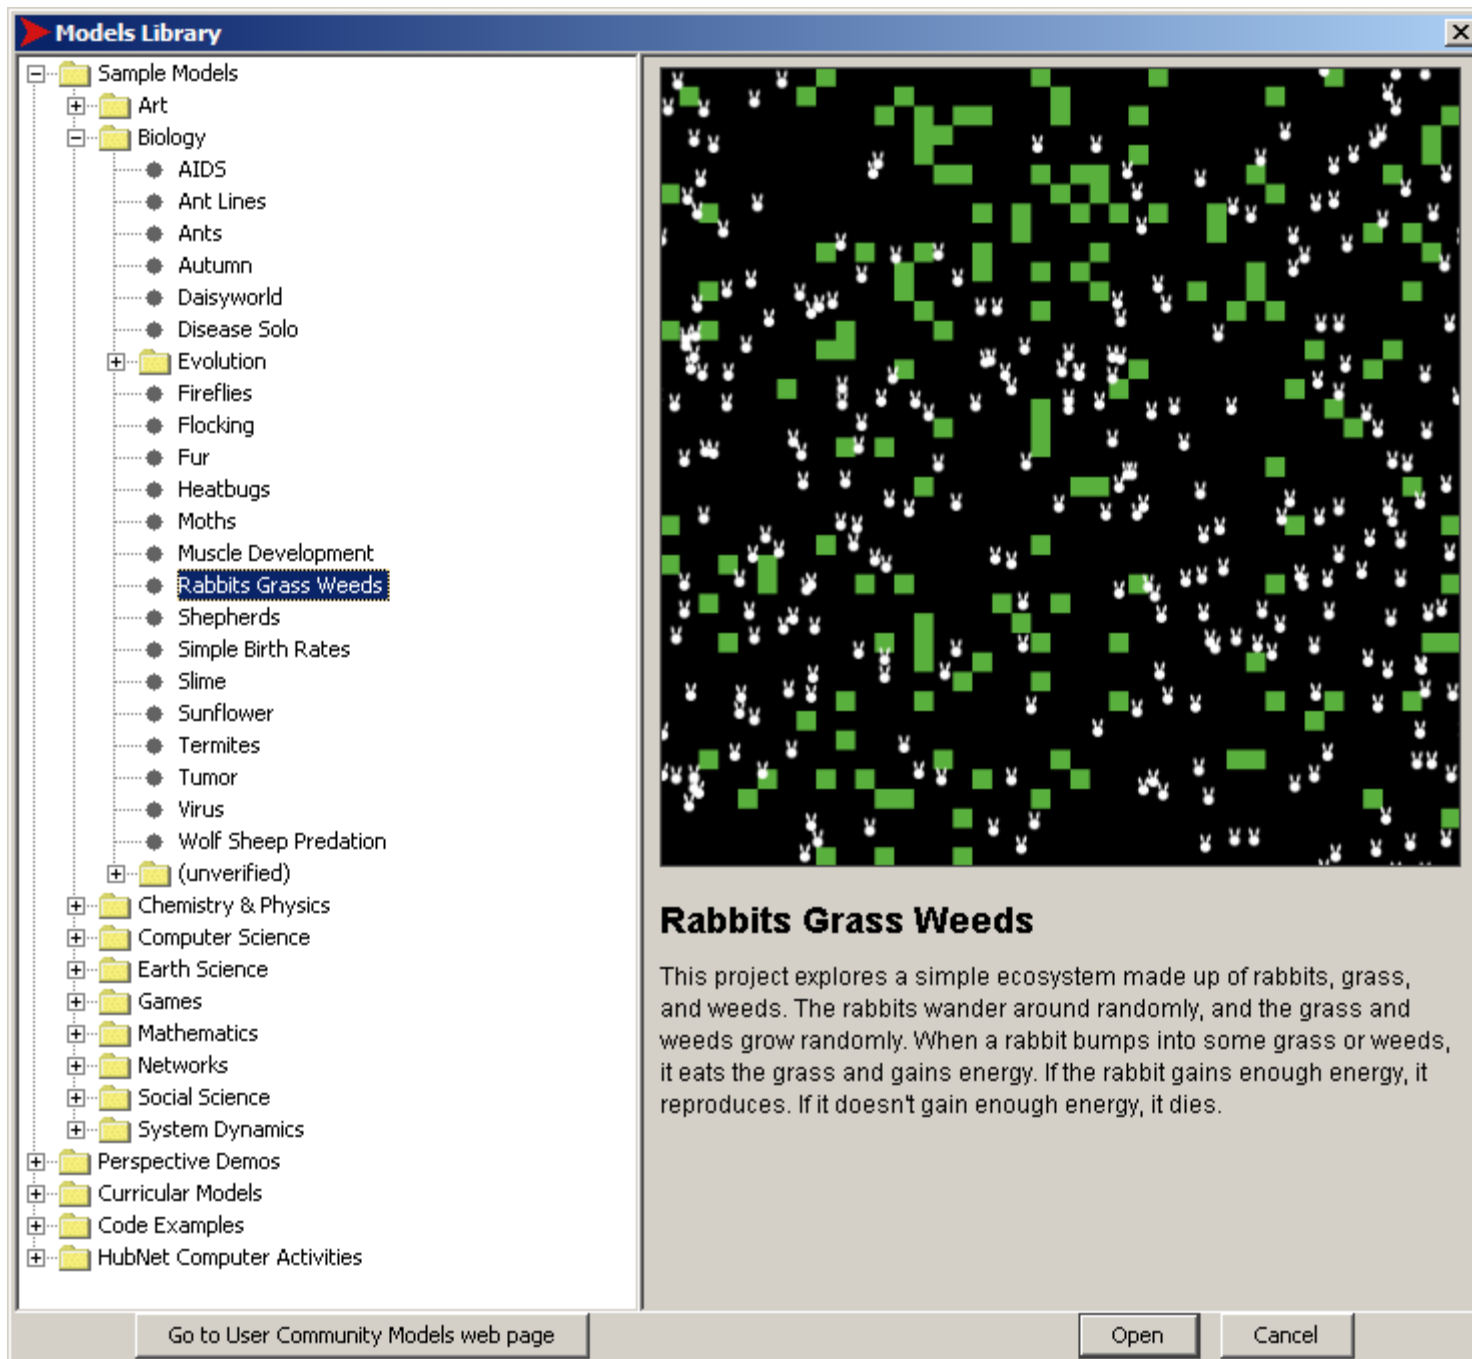 Models Library
Sample Models
Art
Biology
AIDS
Ant Lines
Ants
Autumn
Daisyworld
Disease Solo
Evolution
Fireflies
Flocking
Fur
Heatbugs
Moths
Muscle Development
Rabbits Grass Weeds
Shepherds
Simple Birth Rates
Slime
Sunflower
Termites
Tumor
Virus
Wolf Sheep Predation
(unverified)
Chemistry & Physics
Computer Science
Earth Science
Games
Mathematics
Networks
Social Science
System Dynamics
Perspective Demos
Curricular Models
Code Examples
HubNet Computer Activities
Rabbits Grass Weeds
This project explores a simple ecosystem made up of rabbits, grass,
and weeds. The rabbits wander around randomly, and the grass and
weeds grow randomly. When a rabbit bumps into some grass or weeds,
it eats the grass and gains energy. If the rabbit gains enough energy, it
reproduces. If it doesn't gain enough energy, it dies.
Go to User Community Models web page
Open
Cancel